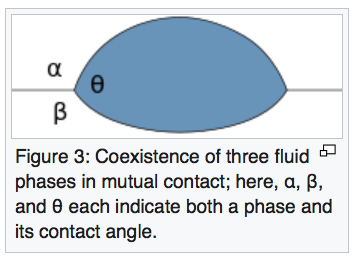 α
θ
β
Figure 3: Coexistence of three fluid
phases in mutual contact; here, α, β,
and θ each indicate both a phase and
its contact angle.